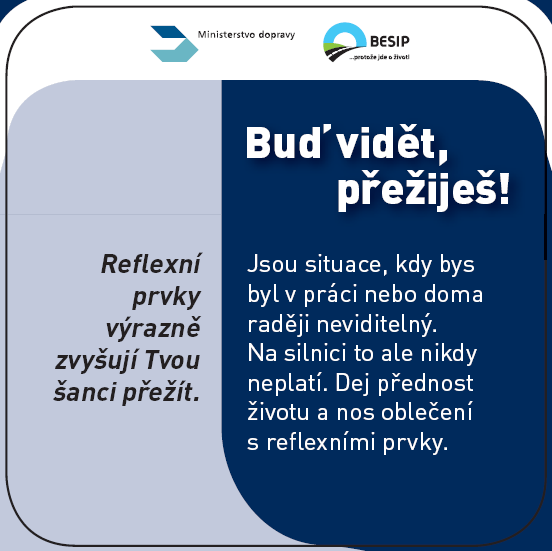 Ministerstvo dopravy
BESIP
...protože jde o život!
Buď vidět,
přežiješ!
Reflexní
prvky
výrazně
zvyšují Tvou
šanci přežít.
Jsou situace, kdy bys
byl v práci nebo doma
raději neviditelný.
Na silnici to ale nikdy
neplatí. Dej přednost
životu a nos oblečení
s reflexními prvky.